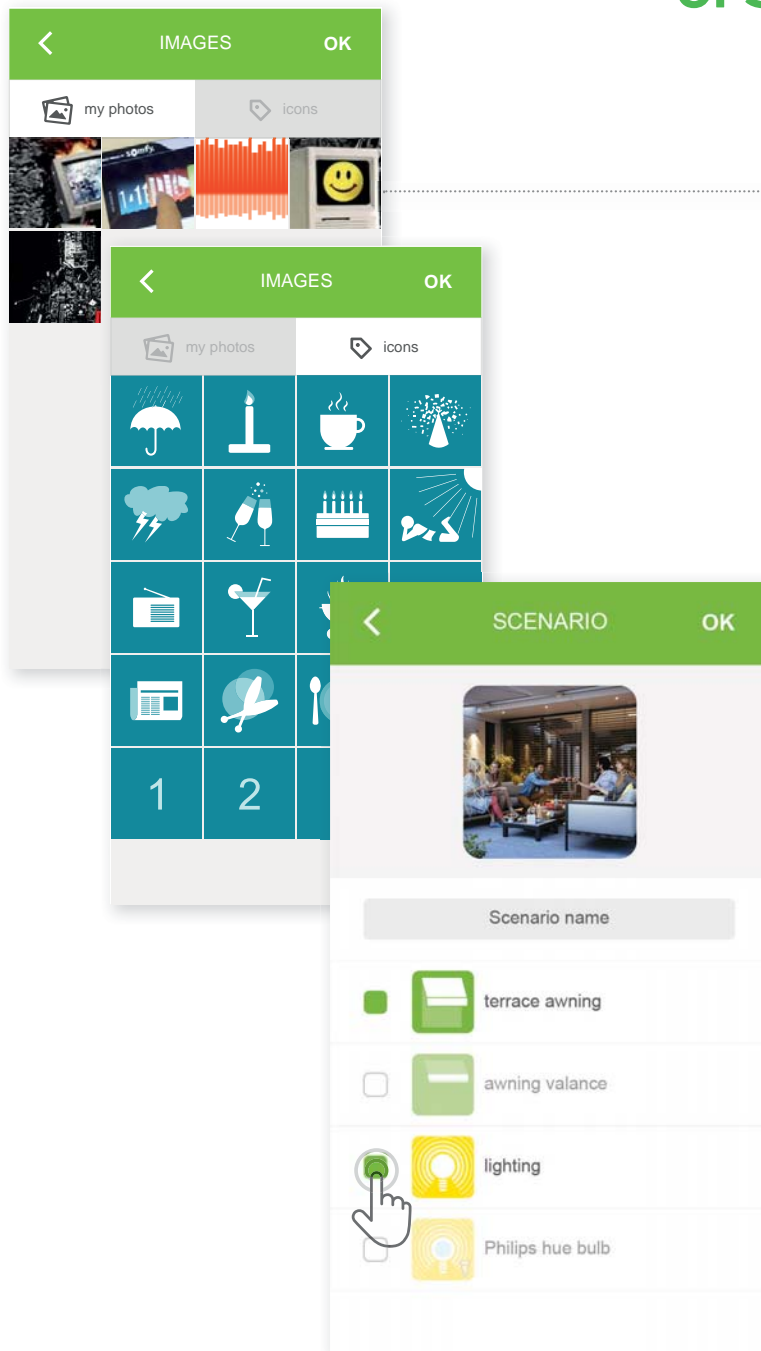 IMAGES OK
my photos icons
somfy
IMAGES OK
my photos icons
1 2
SCENARIO OK
Scenario name
terrace awning
awning valance
lighting
Philips hue bulb